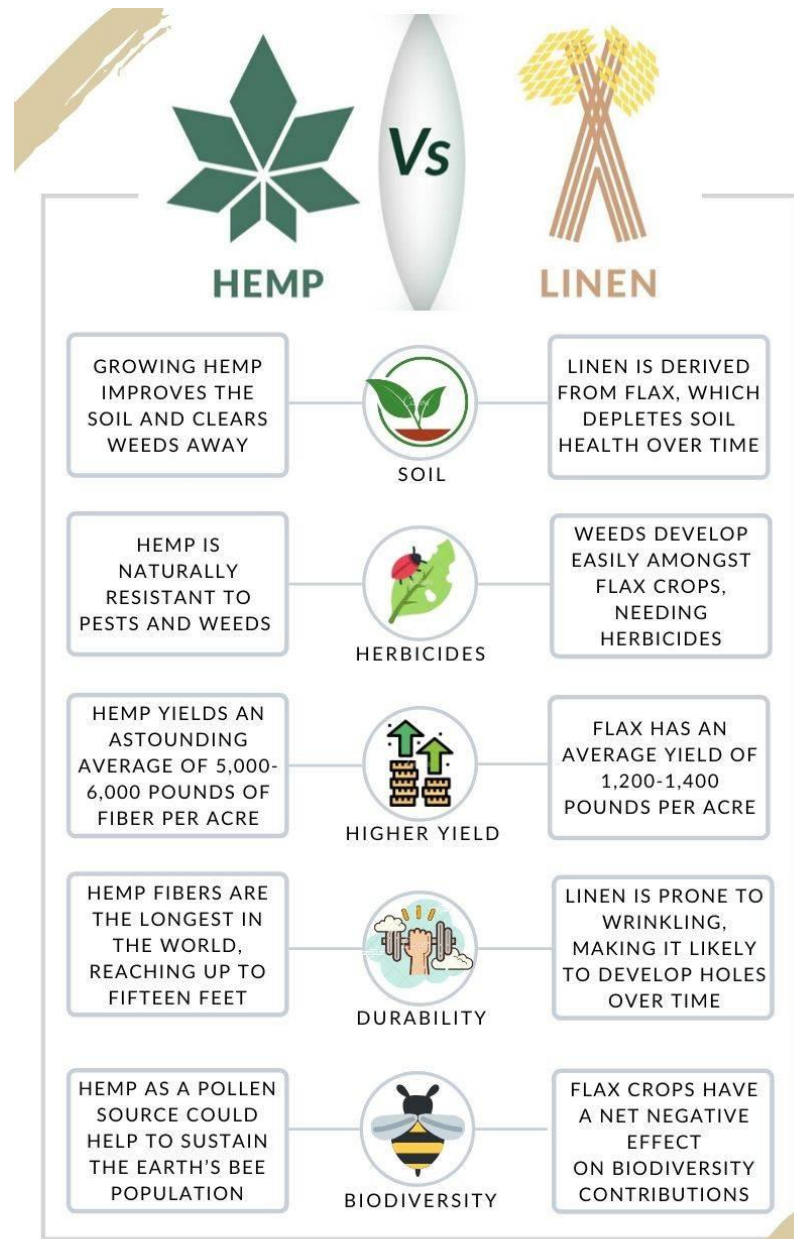 Vs
HEMP
LINEN
GROWING HEMP
IMPROVES THE
SOIL AND CLEARS
WEEDS AWAY
SOIL
LINEN IS DERIVED
FROM FLAX, WHICH
DEPLETES SOIL
HEALTH OVER TIME
HEMP IS
NATURALLY
RESISTANT TO
PESTS AND WEEDS
HERBICIDES
WEEDS DEVELOP
EASILY AMONGST
FLAX CROPS,
NEEDING
HERBICIDES
HEMP YIELDS AN
ASTOUNDING
AVERAGE OF 5,000-
6,000 POUNDS OF
FIBER PER ACRE
HIGHER YIELD
FLAX HAS AN
AVERAGE YIELD OF
1,200-1,400
POUNDS PER ACRE
HEMP FIBERS ARE
THE LONGEST IN
THE WORLD,
REACHING UP TO
FIFTEEN FEET
DURABILITY
LINEN IS PRONE TO
WRINKLING,
MAKING IT LIKELY
TO DEVELOP HOLES
OVER TIME
HEMP AS A POLLEN
SOURCE COULD
HELP TO SUSTAIN
THE EARTH'S BEE
POPULATION
BIODIVERSITY
FLAX CROPS HAVE
A NET NEGATIVE
EFFECT
ON BIODIVERSITY
CONTRIBUTIONS